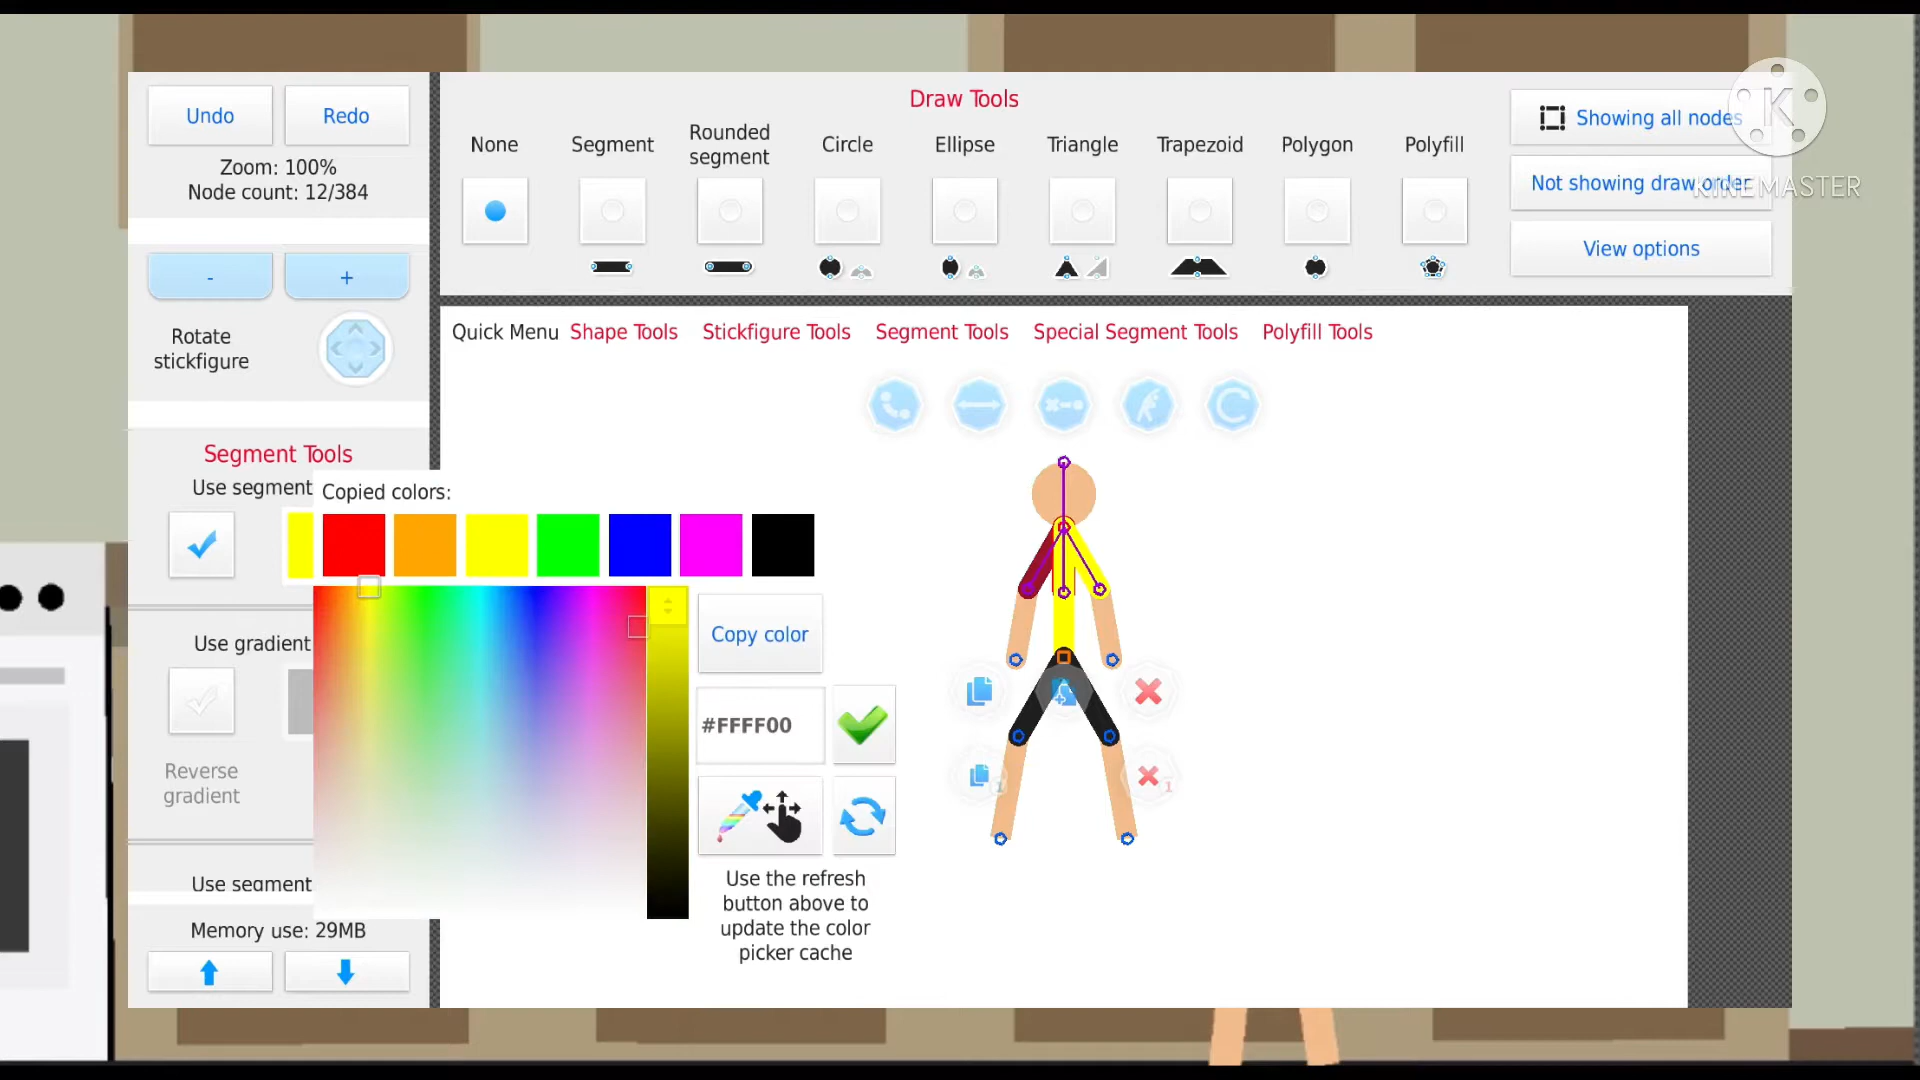 Undo
Redo
Zoom: 100%
Node count: 12/384
-
+
Rotate
stickfigure
Segment Tools
Use segment
Use gradient
Reverse
gradient
Use segment
Memory use: 29MB
Draw Tools
None
Segment
Rounded
segment
Circle
Ellipse
Triangle
Trapezoid
Polygon
Polyfill
Showing all nodes
Not showing draw order
View options
K
KINEMASTER
Quick Menu
Shape Tools
Stickfigure Tools
Segment Tools
Special Segment Tools
Polyfill Tools
Copied colors:
Copy color
#FFFF00
Use the refresh
button above to
update the color
picker cache
1
1